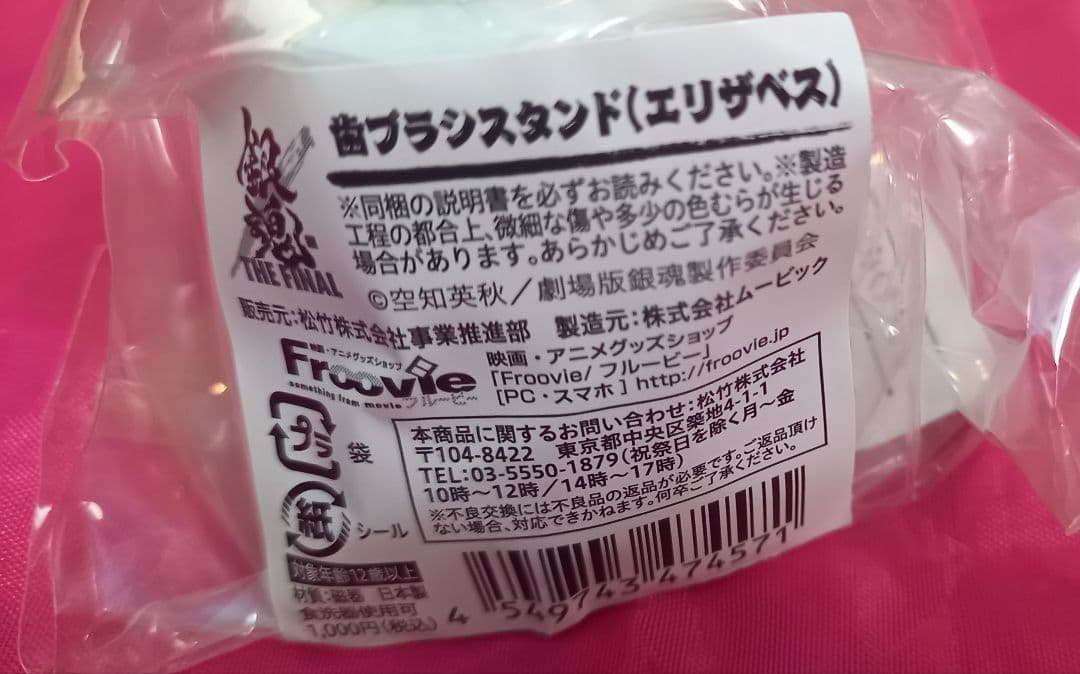 銀魂
THE FINAL
歯ブラシスタンド(エリザベス)
※同梱の説明書を必ずお読みください。※製造
工程の都合上、微細な傷や多少の色むらが生じる
場合があります。あらかじめご了承ください。
©空知英秋/劇場版銀魂製作委員会
販売元:松竹株式会社事業推進部 製造元:株式会社ムービック
映画・アニメグッズショップ
Froovie
something from movie フルービー
映画・アニメグッズショップ
「Froovie/ フルービー」
[PC・スマホ] http://froovie.jp
プラ 袋
紙 シール
本商品に関するお問い合わせ:松竹株式会社
〒104-8422 東京都中央区築地4-1-1
TEL:03-5550-1879(祝祭日を除く月〜金
10時〜12時/14時〜17時)
※不良交換には不良品の返品が必要です。ご返品頂け
ない場合、対応できかねます。何卒ご了承ください。
対象年齢12歳以上
材質:磁器 日本製
食洗器使用可
1,000円(税込)
4 549743 474571